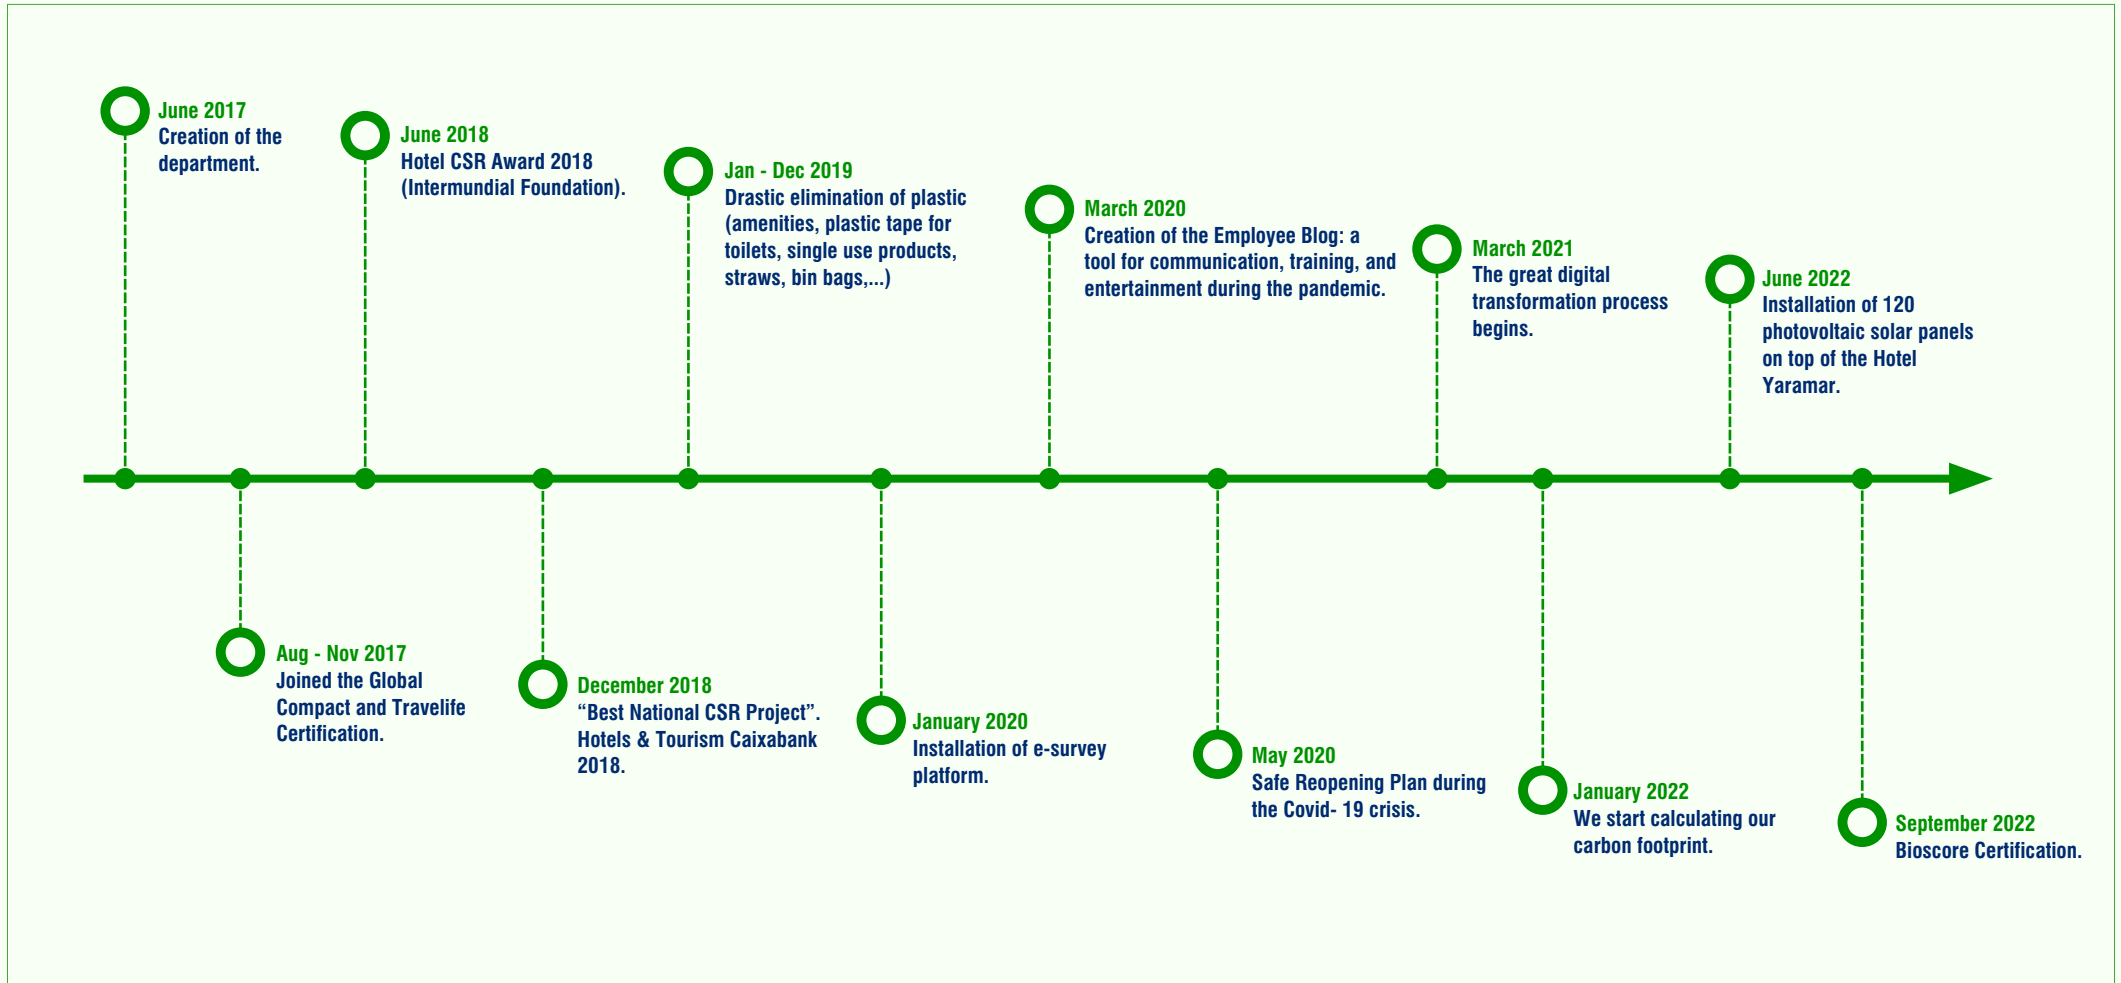 June 2017
Creation of the
department.
June 2018
Hotel CSR Award 2018
(Intermundial Foundation).
Jan - Dec 2019
Drastic elimination of plastic
(amenities, plastic tape for
toilets, single use products,
straws, bin bags,...)
March 2020
Creation of the Employee Blog: a
tool for communication, training, and
entertainment during the pandemic.
March 2021
The great digital
transformation process
begins.
June 2022
Installation of 120
photovoltaic solar panels
on top of the Hotel
Yaramar.
Aug - Nov 2017
Joined the Global
Compact and Travelife
Certification.
December 2018
“Best National CSR Project”.
Hotels & Tourism Caixabank
2018.
January 2020
Installation of e-survey
platform.
May 2020
Safe Reopening Plan during
the Covid- 19 crisis.
January 2022
We start calculating our
carbon footprint.
September 2022
Bioscore Certification.